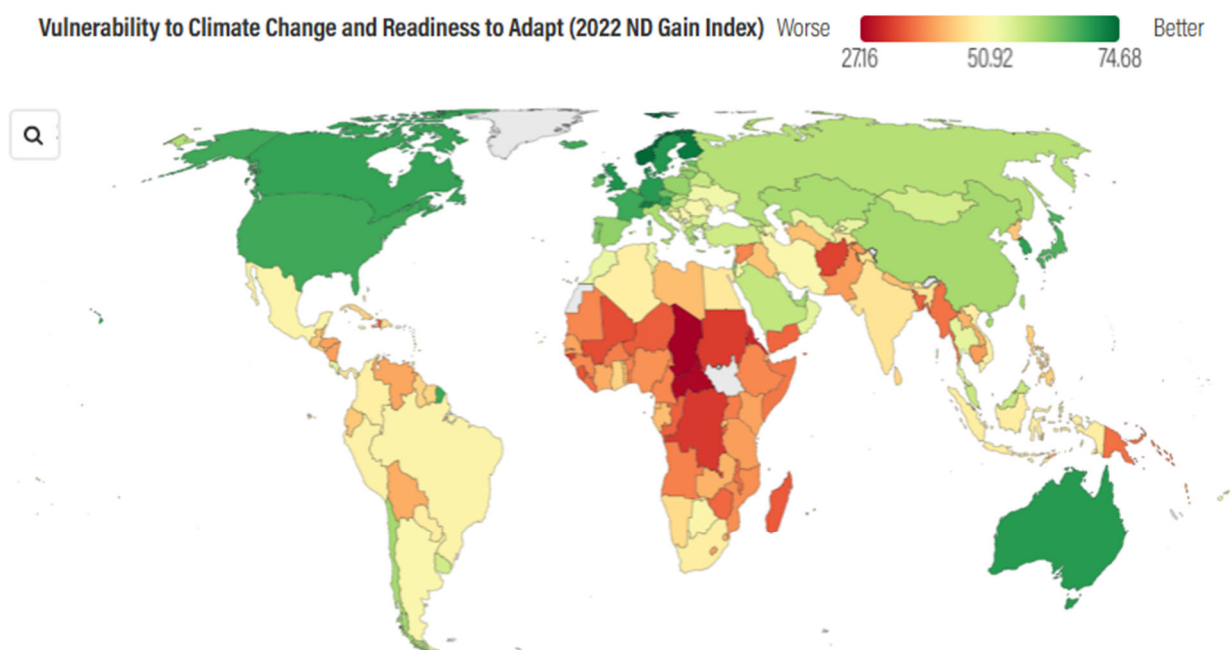 Vulnerability to Climate Change and Readiness to Adapt (2022 ND Gain Index) Worse Better
27.16 50.92 74.68